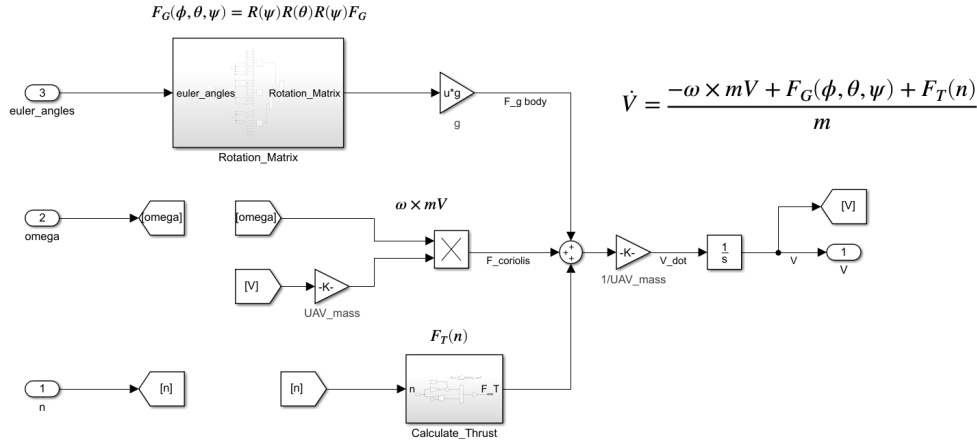 F_G(ϕ, θ, ψ) = R(ψ)R(θ)R(ψ)F_G
3
euler_angles
euler_angles Rotation_Matrix
Rotation_Matrix
u*g
g
F_g body
V̇ = (-ω × mV + F_G(ϕ, θ, ψ) + F_T(n)) / m
2
omega
[omega]
[omega]
ω × mV
F_coriolis
[V]
-K-
UAV_mass
+
+
+
-K-
1/UAV_mass
V_dot
1
s
[V]
V
1
V
F_T(n)
1
n
[n]
[n]
n F_T
Calculate_Thrust